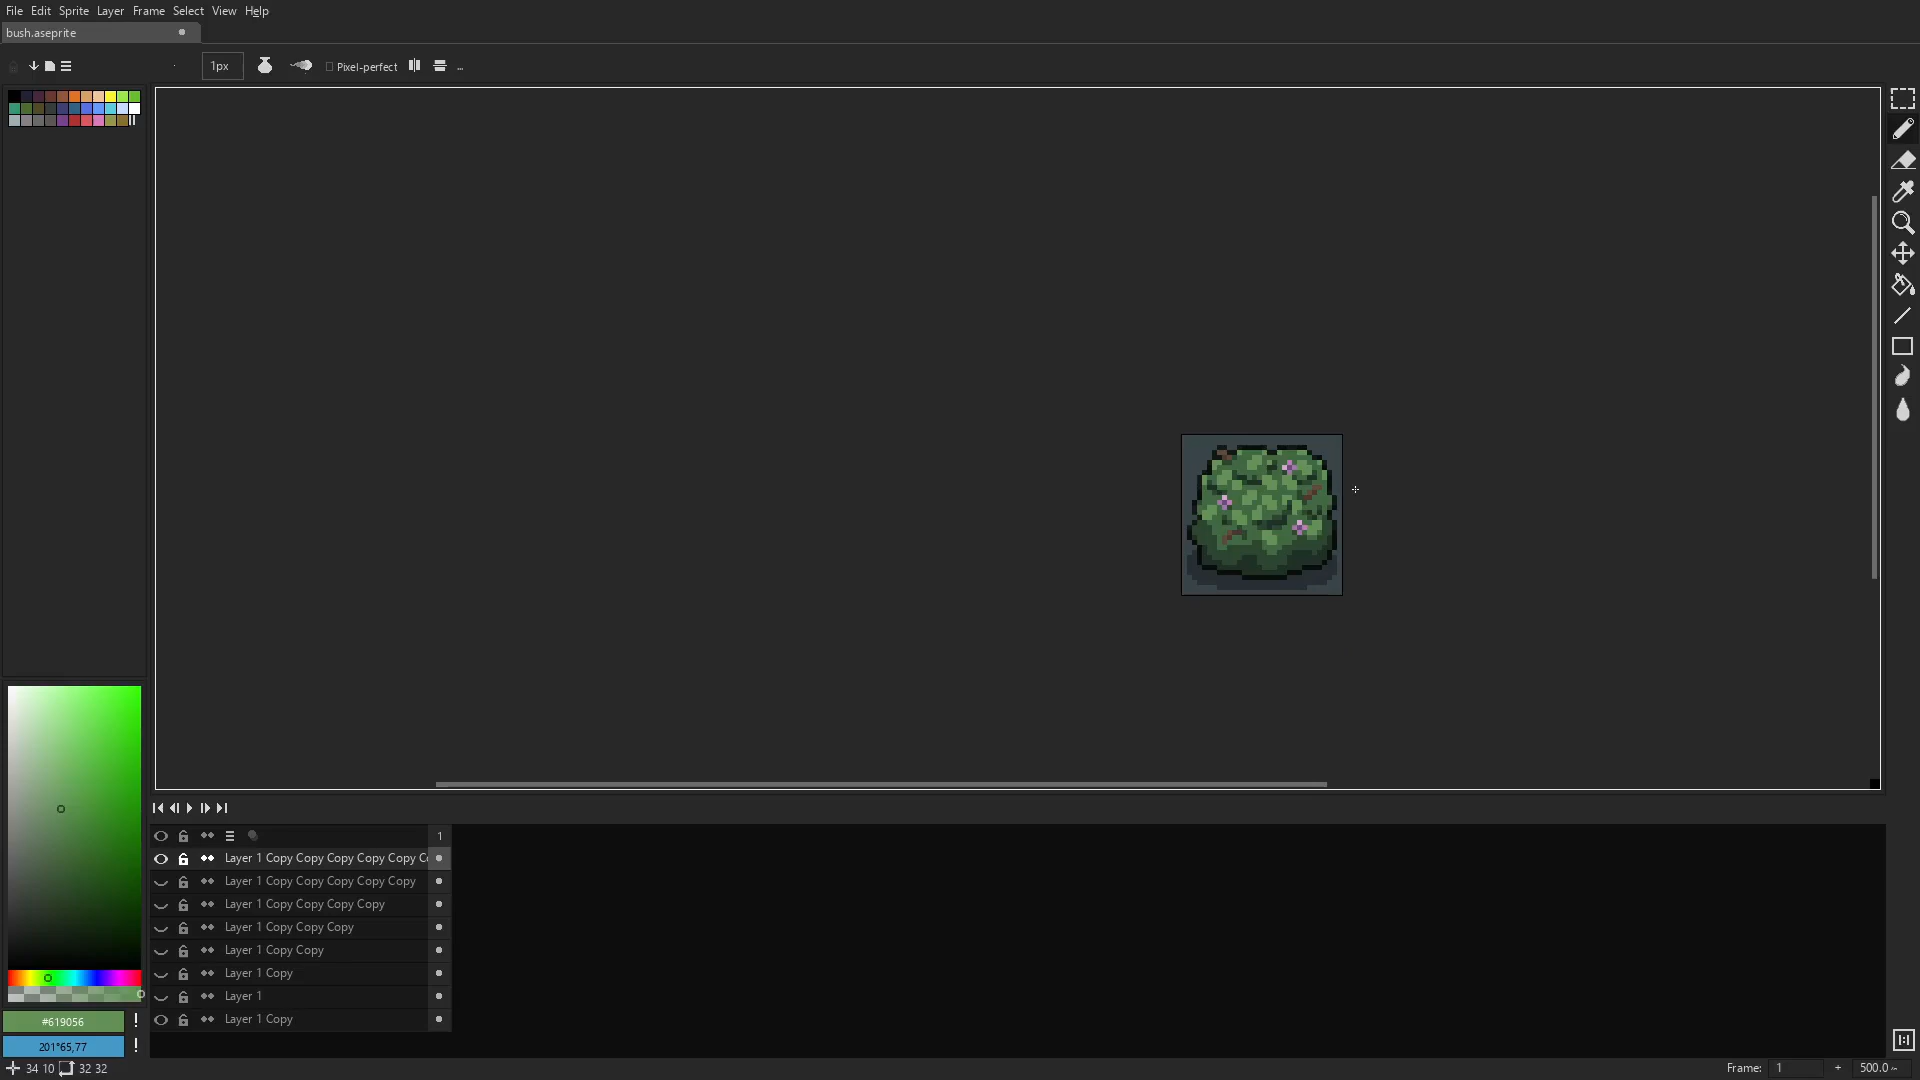 File Edit Sprite Layer Frame Select View Help
bush.aseprite
1px Pixel-perfect ...
1
Layer 1 Copy Copy Copy Copy Copy Co
Layer 1 Copy Copy Copy Copy Copy
Layer 1 Copy Copy Copy Copy
Layer 1 Copy Copy Copy
Layer 1 Copy Copy
Layer 1 Copy
Layer 1
Layer 1 Copy
#619056 !
201°65,77 !
34 10 32 32
Frame: 1 + 500.0